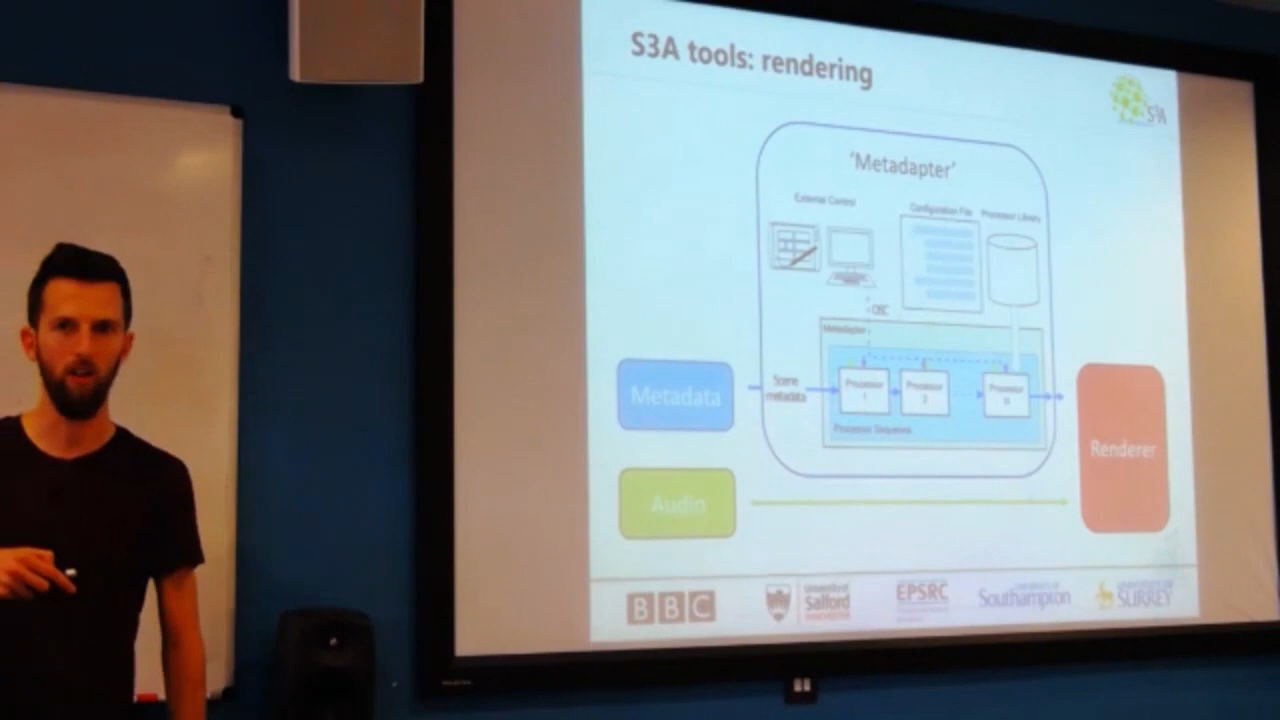 S3A tools: rendering
S3A
'Metadapter'
External Control
Configuration File
Processor Library
OSC
Metadapter
Metadata
Scene
metadata
Processor
1
Processor
2
Processor
N
Processor Sequence
Renderer
Audio
BBC
University of
Salford
MANCHESTER
EPSRC
UNIVERSITY OF
Southampton
UNIVERSITY OF
SURREY